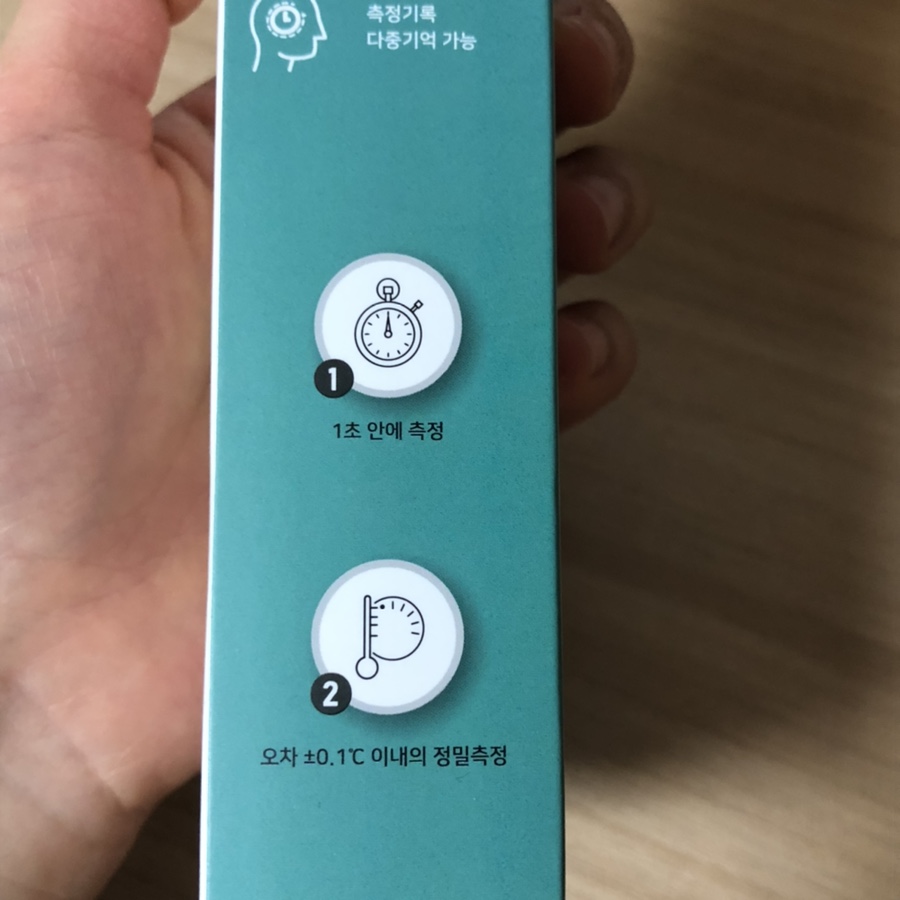 측정기록
다중기억 가능
1
1초 안에 측정
2
오차 ±0.1℃ 이내의 정밀측정